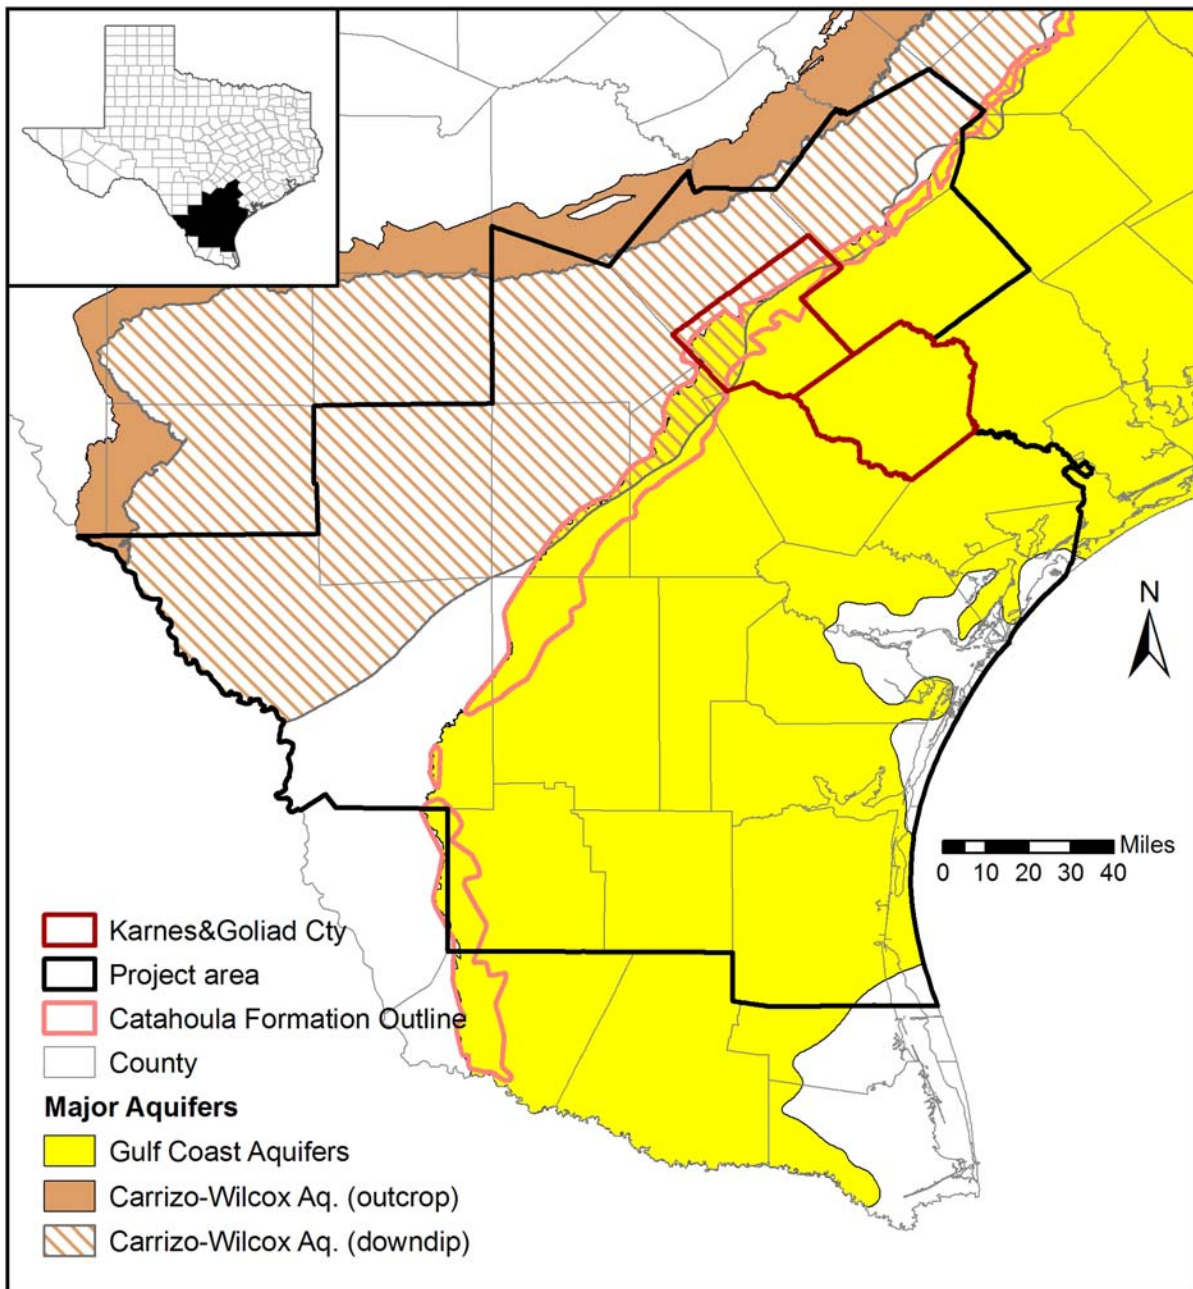 N
Miles
0 10 20 30 40
Karnes&Goliad Cty
Project area
Catahoula Formation Outline
County
Major Aquifers
Gulf Coast Aquifers
Carrizo-Wilcox Aq. (outcrop)
Carrizo-Wilcox Aq. (downdip)